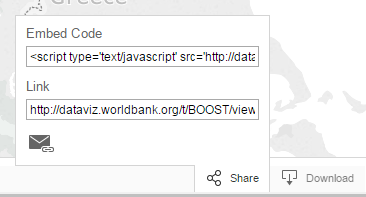 Greece
Embed Code
<script type='text/javascript' src='http://data
Link
http://dataviz.worldbank.org/t/BOOST/view
Share
Download